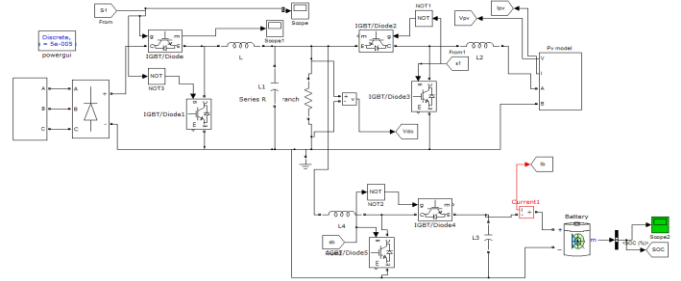 S1
From
Scope
Discrete,
= 5e-005
powergui
g
m
C
E
IGBT/Diode
Scope1
L
IGBT/Diode2
NOT1
NOT
Vpv
Ipv
From1
s1
L2
Pv model
V
I
A
B
A
B
C
A
B
C
+
-
NOT
NOT3
IGBT/Diode1
L1
Series R
ranch
+
-
v
Vdc
IGBT/Diode3
NOT
NOT2
IGBT/Diode4
L4
IGBT/Diode5
L3
Ib
Current1
Battery
+
-
m
<SOC (%)>
Scope2
SOC